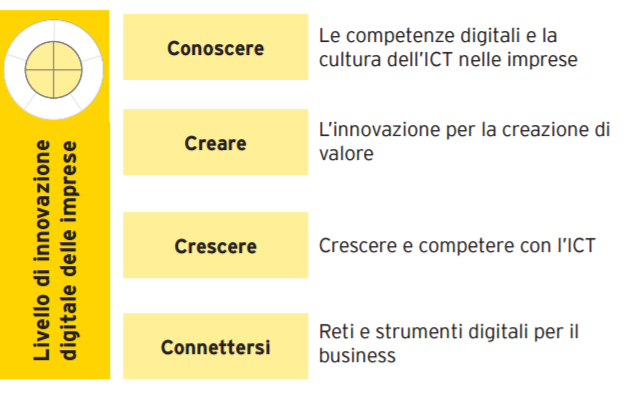 Livello di innovazione
digitale delle imprese
Conoscere
Le competenze digitali e la
cultura dell'ICT nelle imprese
Creare
L'innovazione per la creazione di
valore
Crescere
Crescere e competere con l'ICT
Connettersi
Reti e strumenti digitali per il
business